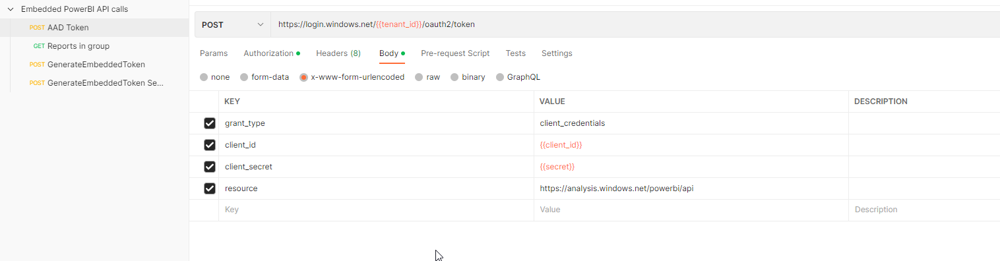 Embedded PowerBI API calls
POST AAD Token
GET Reports in group
POST GenerateEmbeddedToken
POST GenerateEmbeddedToken Se...
POST https://login.windows.net/{{tenant_id}}/oauth2/token
Params Authorization Headers (8) Body Pre-request Script Tests Settings
none form-data x-www-form-urlencoded raw binary GraphQL
KEY VALUE DESCRIPTION
grant_type client_credentials
client_id {{client_id}}
client_secret {{secret}}
resource https://analysis.windows.net/powerbi/api
Key Value Description